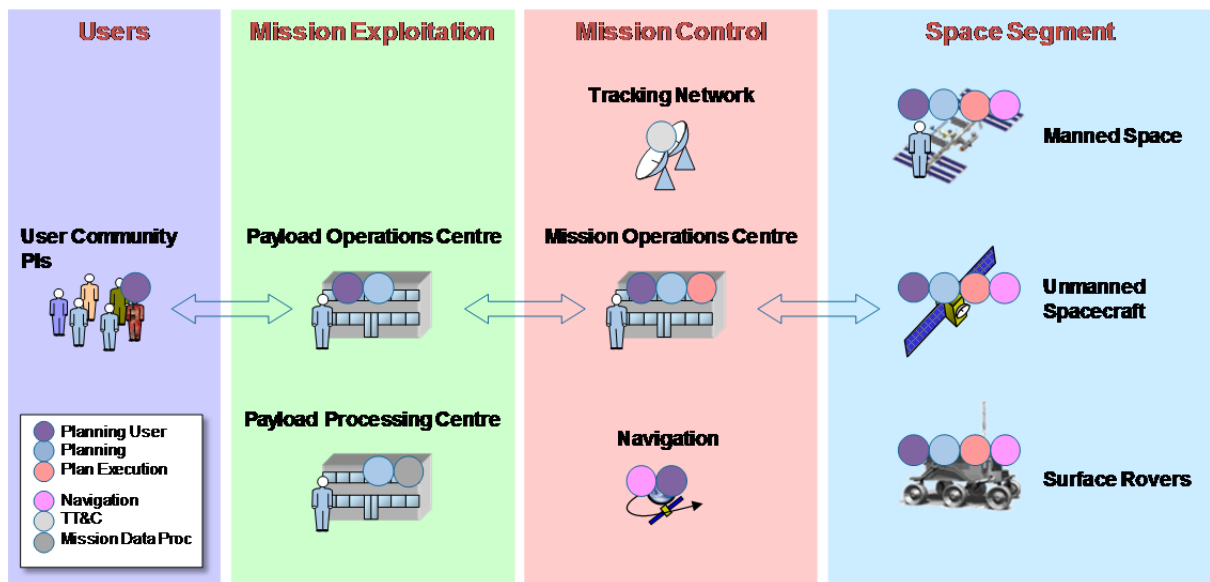 Users
Mission Exploitation
Mission Control
Space Segment
Tracking Network
Manned Space
User Community
PIs
Payload Operations Centre
Mission Operations Centre
Unmanned
Spacecraft
Payload Processing Centre
Navigation
Surface Rovers
Planning User
Planning
Plan Execution
Navigation
TT&C
Mission Data Proc